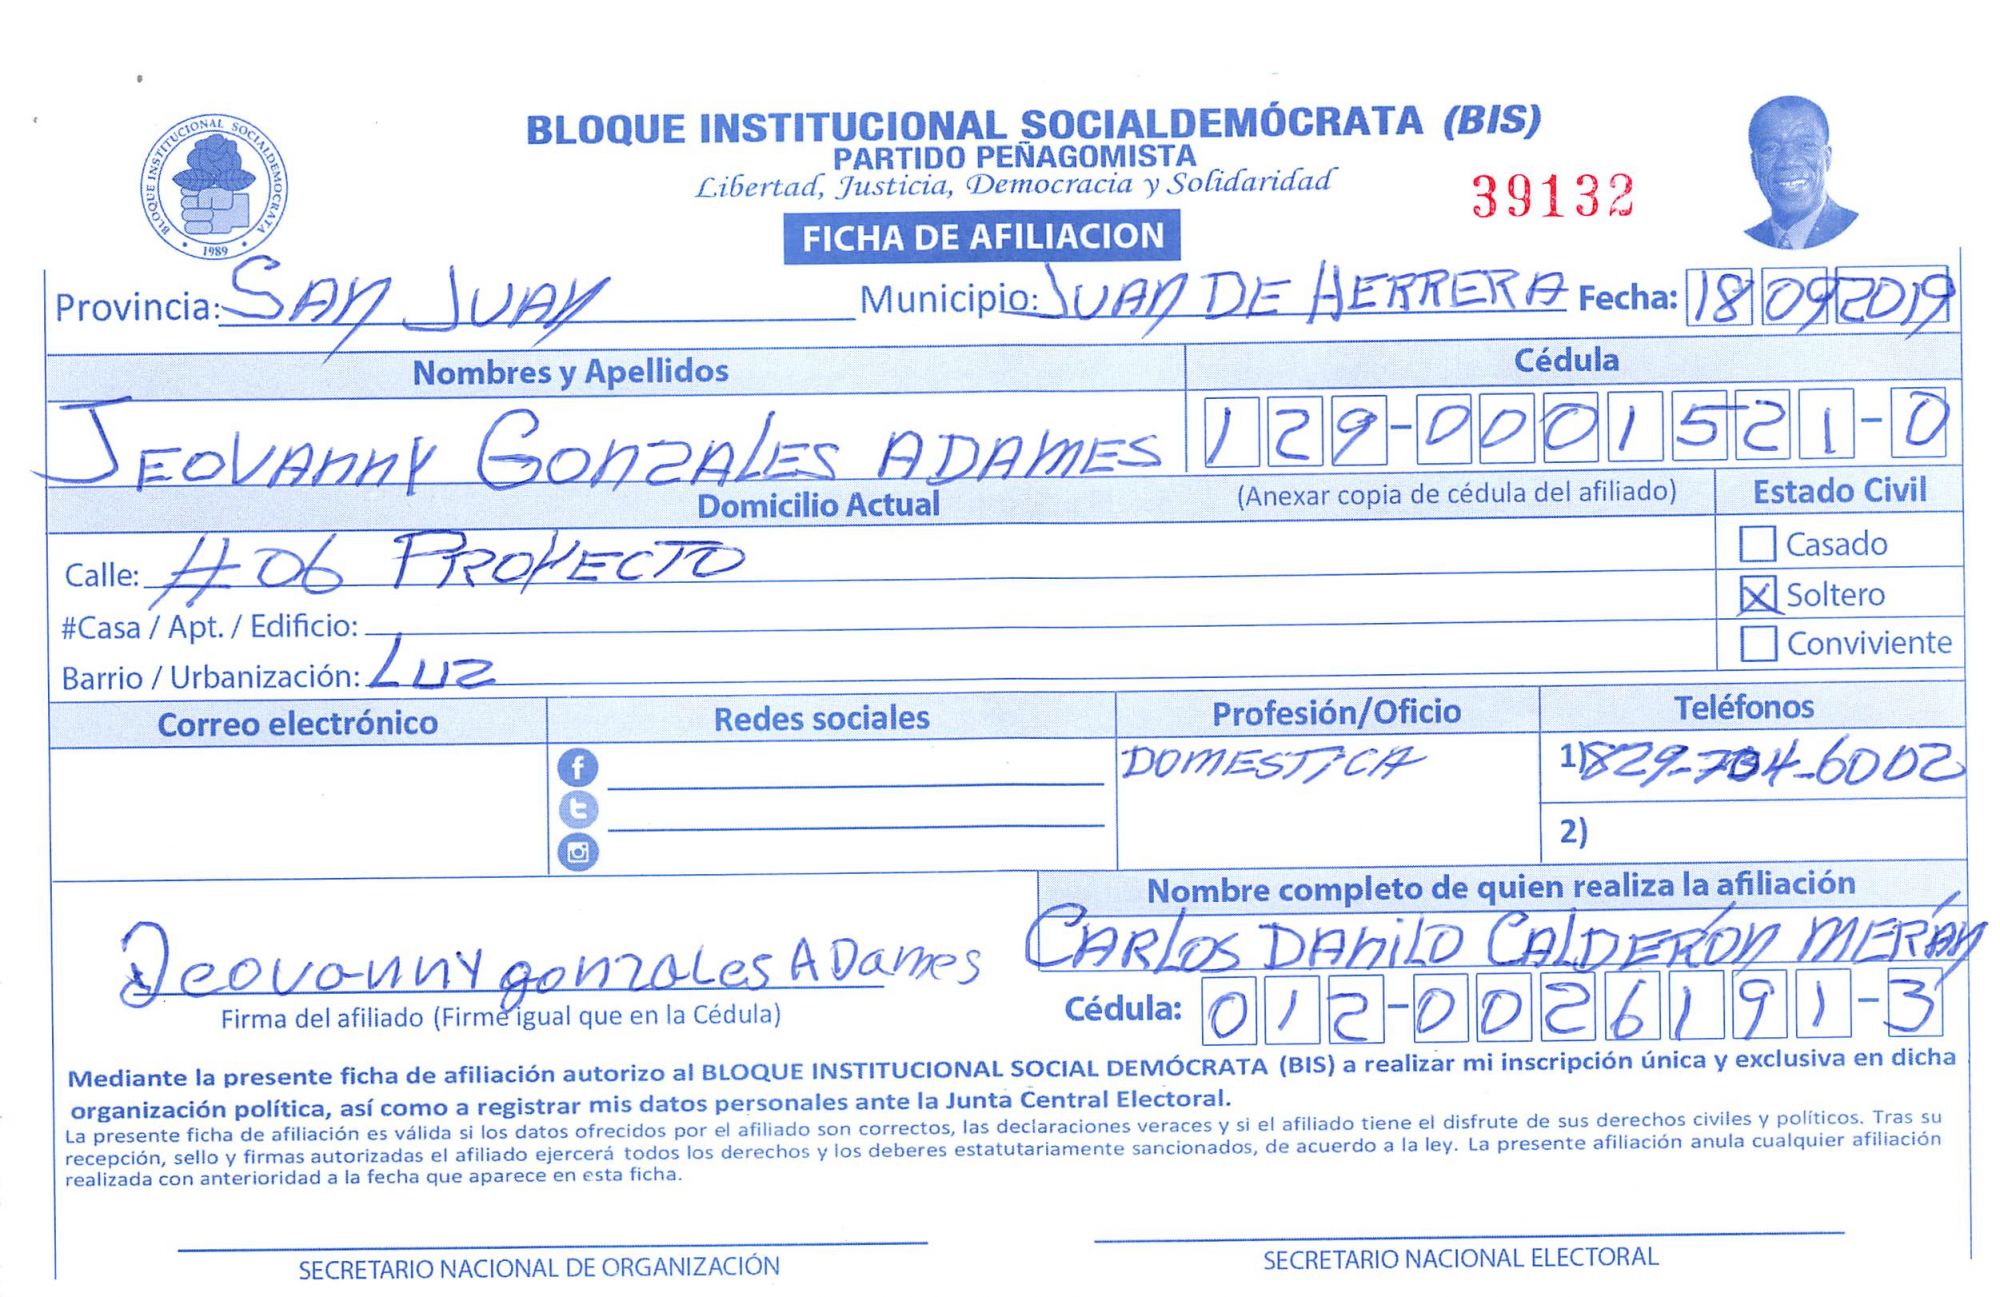 BLOQUE INSTITUCIONAL SOCIALDEMÓCRATA (BIS)
PARTIDO PEÑAGOMISTA
Libertad, Justicia, Democracia y Solidaridad
39132
BLOQUE INSTITUCIONAL SOCIALDEMOCRATA
1989
FICHA DE AFILIACION
Provincia: SAN JUAN Municipio: JUAN DE HERRERA Fecha: 18 09 2019
Nombres y Apellidos Cédula
JEOVANNY GONZALES ADAMES 129-0001521-0
Domicilio Actual (Anexar copia de cédula del afiliado) Estado Civil
Calle: #06 PROYECTO Casado
#Casa / Apt. / Edificio: X Soltero
Barrio / Urbanización: LUZ Conviviente
Correo electrónico Redes sociales Profesión/Oficio Teléfonos
DOMESTICA 1) 829-704-6002
2)
Nombre completo de quien realiza la afiliación
CARLOS DANILO CALDERÓN MERÁN
Jeovanny gonzales ADames
Firma del afiliado (Firme igual que en la Cédula) Cédula: 012-0026191-3
Mediante la presente ficha de afiliación autorizo al BLOQUE INSTITUCIONAL SOCIAL DEMÓCRATA (BIS) a realizar mi inscripción única y exclusiva en dicha
organización política, así como a registrar mis datos personales ante la Junta Central Electoral.
La presente ficha de afiliación es válida si los datos ofrecidos por el afiliado son correctos, las declaraciones veraces y si el afiliado tiene el disfrute de sus derechos civiles y políticos. Tras su
recepción, sello y firmas autorizadas el afiliado ejercerá todos los derechos y los deberes estatutariamente sancionados, de acuerdo a la ley. La presente afiliación anula cualquier afiliación
realizada con anterioridad a la fecha que aparece en esta ficha.
SECRETARIO NACIONAL DE ORGANIZACIÓN SECRETARIO NACIONAL ELECTORAL